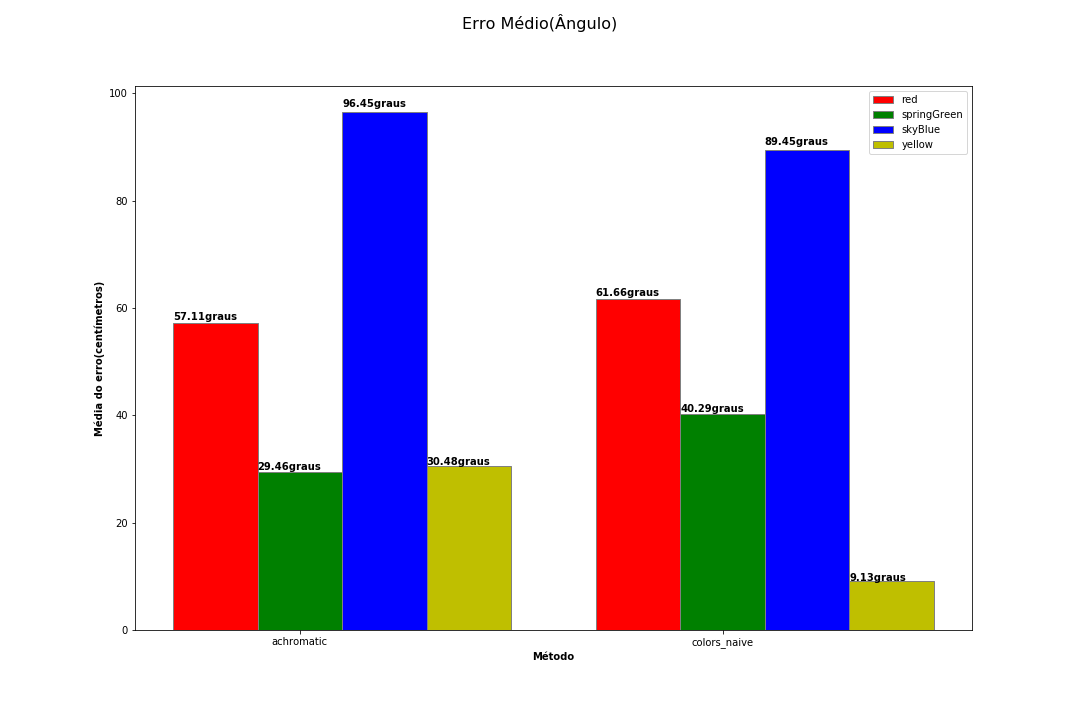 Erro Médio(Ângulo)
100
80
60
40
20
0
Média do erro(centímetros)
57.11graus
29.46graus
96.45graus
30.48graus
61.66graus
40.29graus
89.45graus
9.13graus
red
springGreen
skyBlue
yellow
achromatic
colors_naive
Método